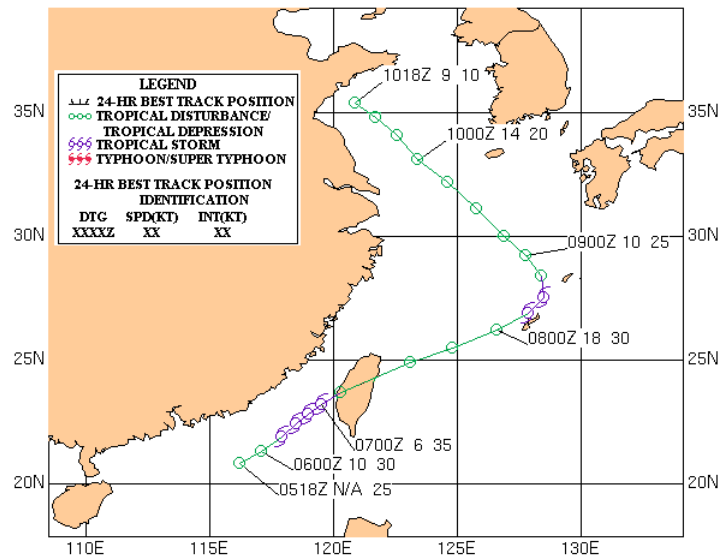 1018Z 9 10
LEGEND
24-HR BEST TRACK POSITION
TROPICAL DISTURBANCE/
TROPICAL DEPRESSION
TROPICAL STORM
TYPHOON/SUPER TYPHOON
24-HR BEST TRACK POSITION
IDENTIFICATION
DTG SPD(KT) INT(KT)
XXXXZ XX XX
35N 35N
1000Z 14 20
30N 30N
0900Z 10 25
0800Z 18 30
25N 25N
0700Z 6 35
0600Z 10 30
20N 20N
0518Z N/A 25
110E 115E 120E 125E 130E